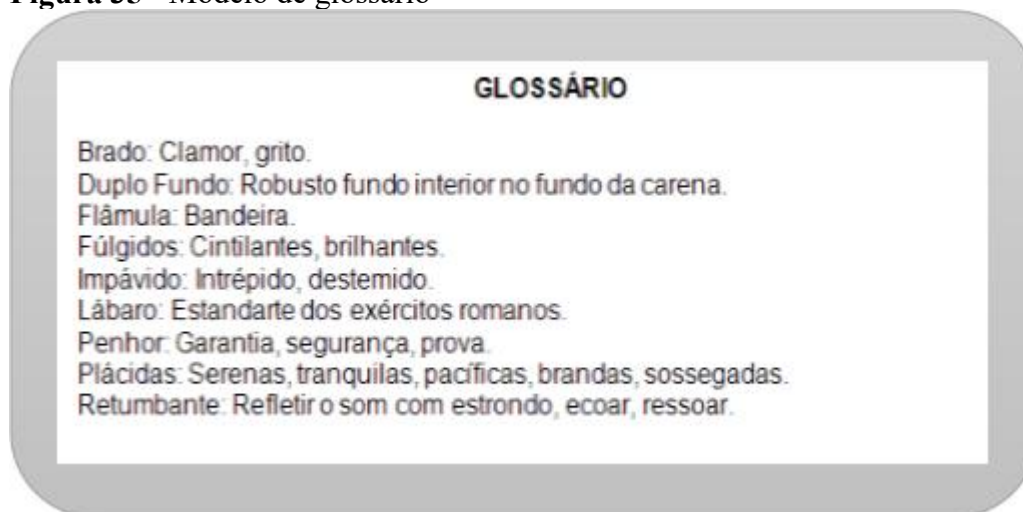 Figura 35 - Modelo de glossário
GLOSSÁRIO
Brado: Clamor, grito.
Duplo Fundo: Robusto fundo interior no fundo da carena.
Flâmula: Bandeira.
Fúlgidos: Cintilantes, brilhantes.
Impávido: Intrépido, destemido.
Lábaro: Estandarte dos exércitos romanos.
Penhor: Garantia, segurança, prova.
Plácidas: Serenas, tranquilas, pacíficas, brandas, sossegadas.
Retumbante: Refletir o som com estrondo, ecoar, ressoar.